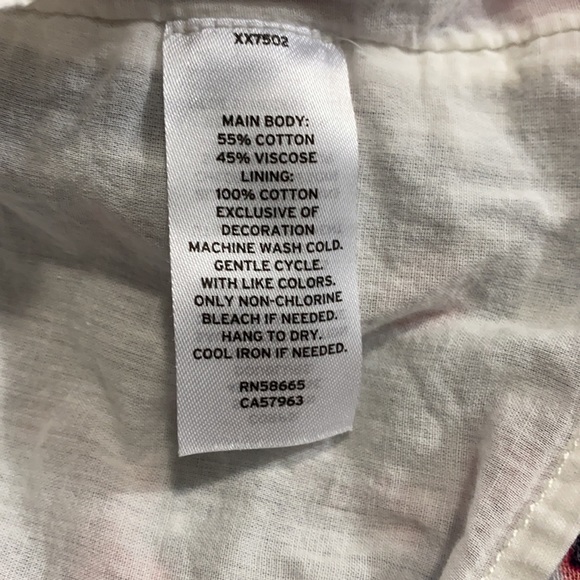 XX7502
MAIN BODY:
55% COTTON
45% VISCOSE
LINING:
100% COTTON
EXCLUSIVE OF
DECORATION
MACHINE WASH COLD.
GENTLE CYCLE.
WITH LIKE COLORS.
ONLY NON-CHLORINE
BLEACH IF NEEDED.
HANG TO DRY.
COOL IRON IF NEEDED.
RN58665
CA57963